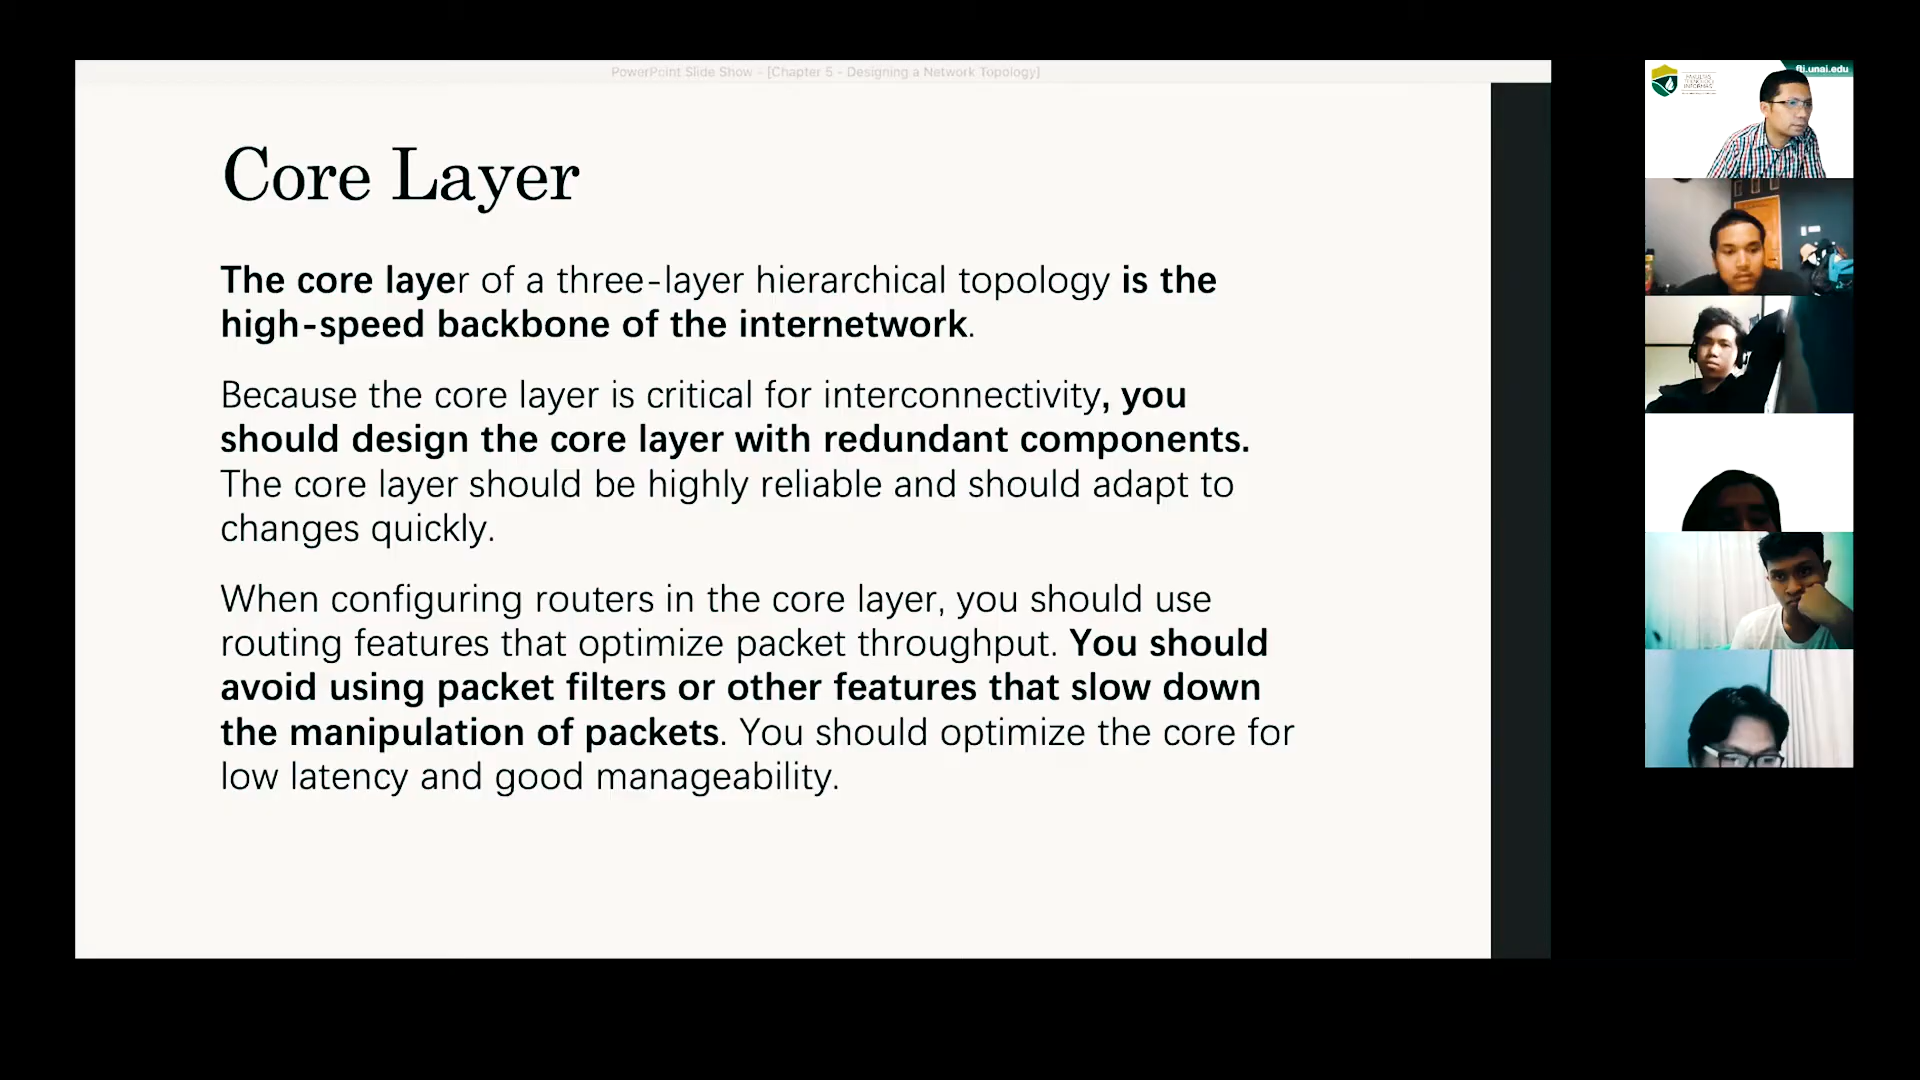 PowerPoint Slide Show - [Chapter 5 - Designing a Network Topology]
Core Layer
The core layer of a three-layer hierarchical topology is the
high-speed backbone of the internetwork.
Because the core layer is critical for interconnectivity, you
should design the core layer with redundant components.
The core layer should be highly reliable and should adapt to
changes quickly.
When configuring routers in the core layer, you should use
routing features that optimize packet throughput. You should
avoid using packet filters or other features that slow down
the manipulation of packets. You should optimize the core for
low latency and good manageability.
fti.unai.edu